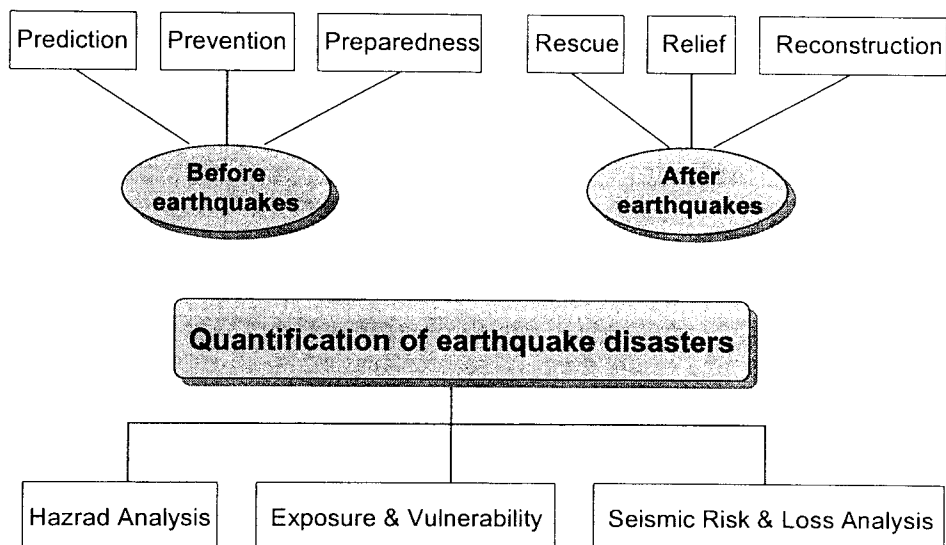 Prediction
Prevention
Preparedness
Rescue
Relief
Reconstruction
Before
earthquakes
After
earthquakes
Quantification of earthquake disasters
Hazrad Analysis
Exposure & Vulnerability
Seismic Risk & Loss Analysis